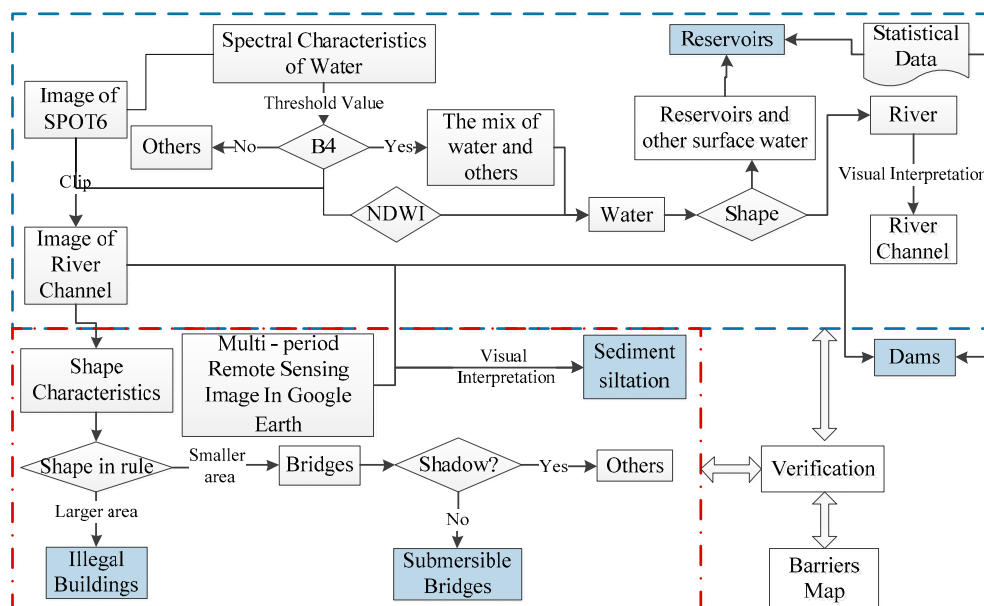 Spectral Characteristics
of Water
Reservoirs
Statistical
Data
Image of
SPOT6
Threshold Value
Others
No
B4
Yes
The mix of
water and
others
Reservoirs and
other surface water
River
Clip
Visual Interpretation
NDWI
Water
Shape
River
Channel
Image of
River
Channel
Shape
Characteristics
Multi - period
Remote Sensing
Image In Google
Earth
Visual
Interpretation
Sediment
siltation
Dams
Shape in rule
Smaller
area
Bridges
Shadow?
Yes
Others
Verification
Larger area
No
Illegal
Buildings
Submersible
Bridges
Barriers
Map